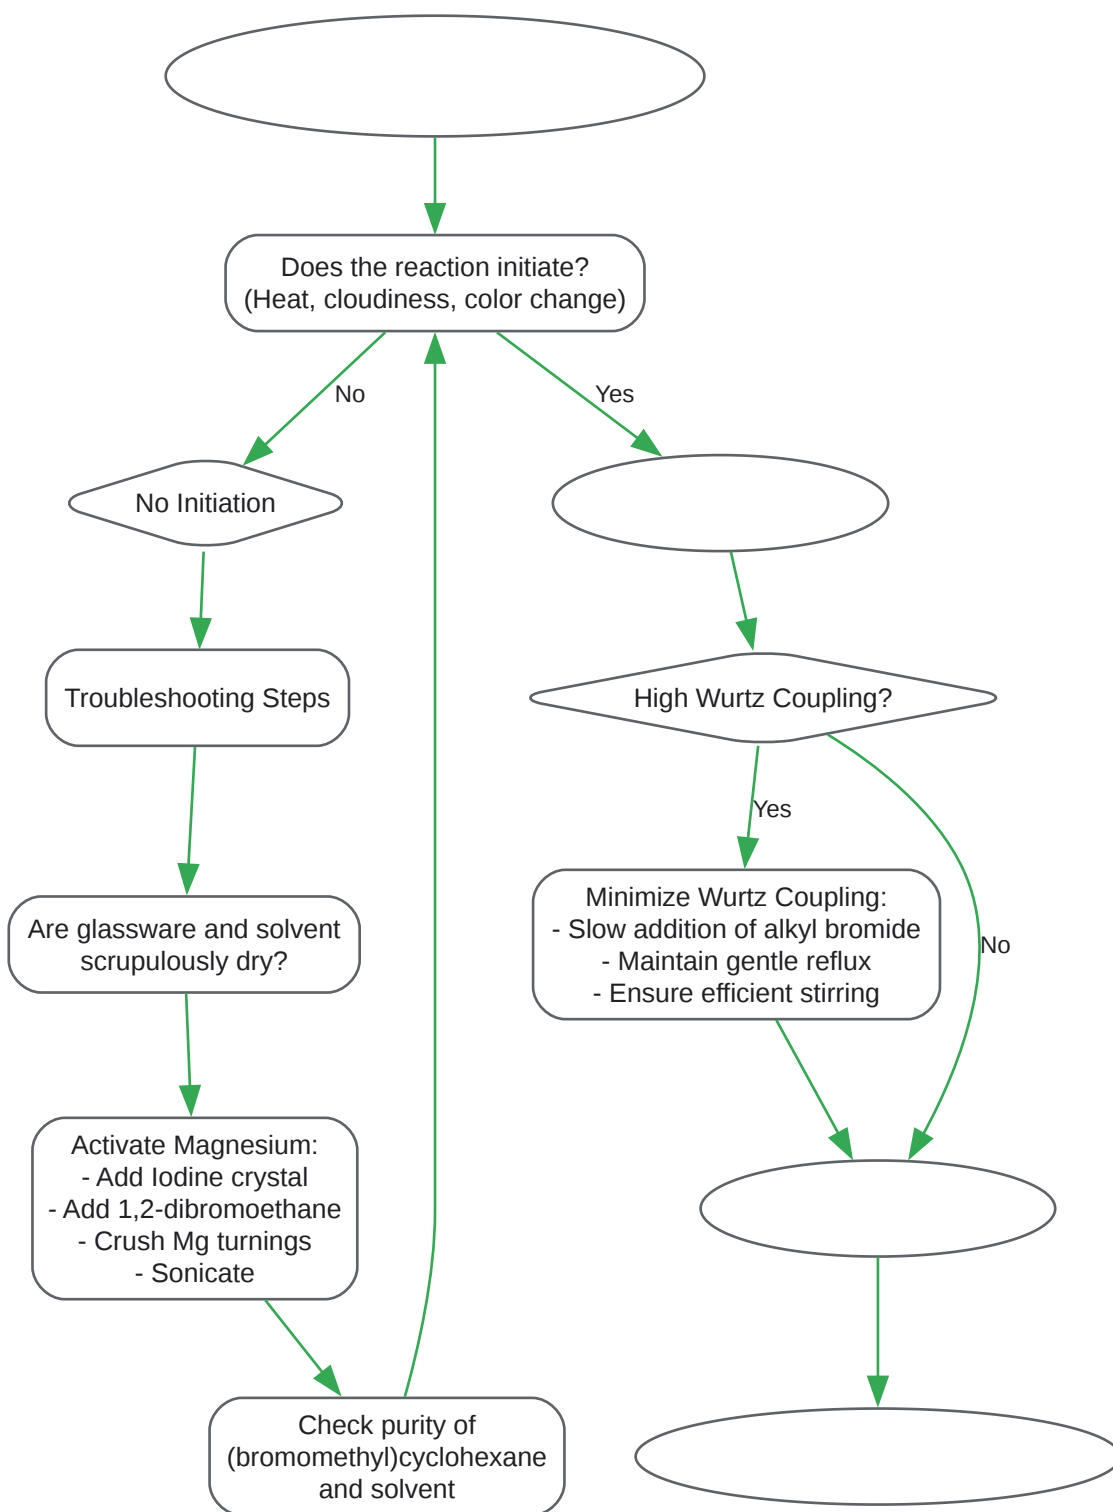 Does the reaction initiate?
(Heat, cloudiness, color change)
No
Yes
No Initiation
Troubleshooting Steps
High Wurtz Coupling?
Yes
No
Are glassware and solvent
scrupulously dry?
Minimize Wurtz Coupling:
- Slow addition of alkyl bromide
- Maintain gentle reflux
- Ensure efficient stirring
Activate Magnesium:
- Add Iodine crystal
- Add 1,2-dibromoethane
- Crush Mg turnings
- Sonicate
Check purity of
(bromomethyl)cyclohexane
and solvent